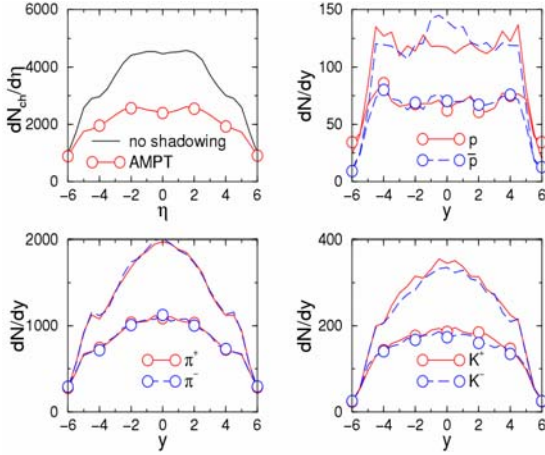 6000
4000
2000
0
dN_ch/dη
no shadowing
AMPT
−6 −4 −2 0 2 4 6
η
150
100
50
0
dN/dy
p
p̅
−6 −4 −2 0 2 4 6
y
2000
1000
0
dN/dy
π⁺
π⁻
−6 −4 −2 0 2 4 6
y
400
200
0
dN/dy
K⁺
K⁻
−6 −4 −2 0 2 4 6
y